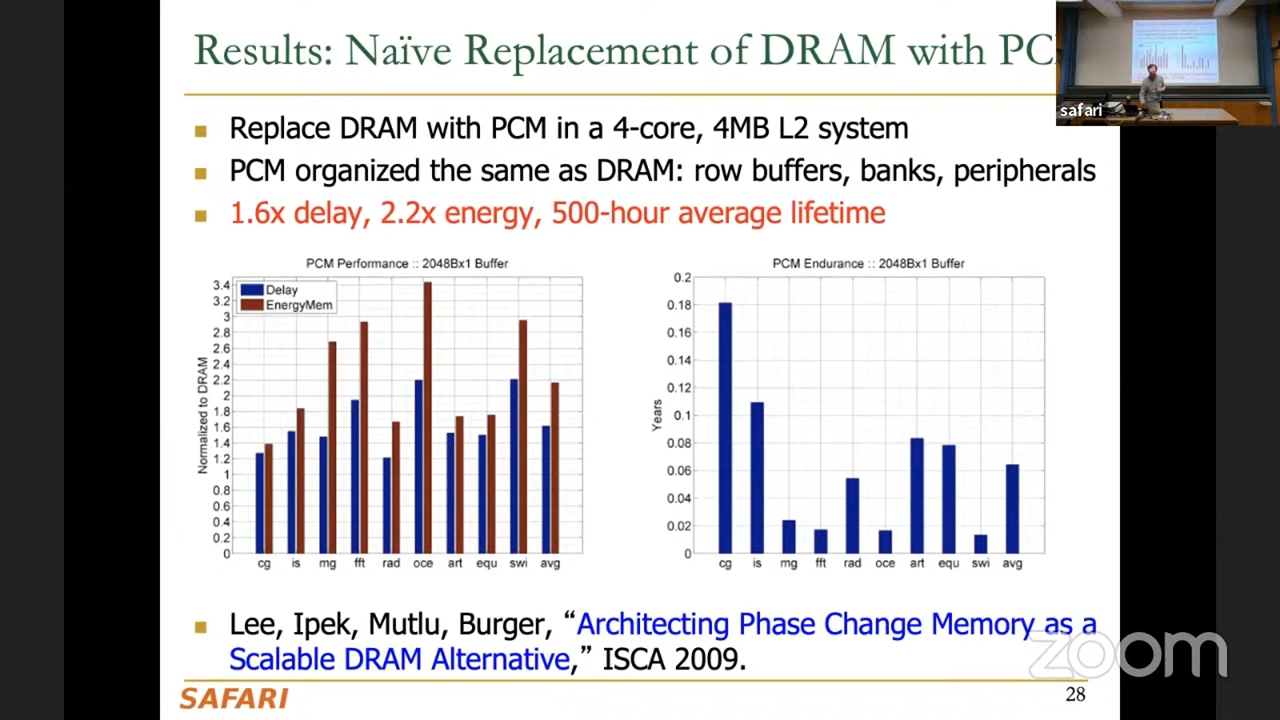 Results: Naïve Replacement of DRAM with PC
safari
Replace DRAM with PCM in a 4-core, 4MB L2 system
PCM organized the same as DRAM: row buffers, banks, peripherals
1.6x delay, 2.2x energy, 500-hour average lifetime
PCM Performance :: 2048Bx1 Buffer
Delay
EnergyMem
Normalized to DRAM
3.4
3.2
3
2.8
2.6
2.4
2.2
2
1.8
1.6
1.4
1.2
1
0.8
0.6
0.4
0.2
0
cg is mg fft rad oce art equ swi avg
PCM Endurance :: 2048Bx1 Buffer
Years
0.2
0.18
0.16
0.14
0.12
0.1
0.08
0.06
0.04
0.02
0
cg is mg fft rad oce art equ swi avg
Lee, Ipek, Mutlu, Burger, “Architecting Phase Change Memory as a
Scalable DRAM Alternative,” ISCA 2009.
zoom
SAFARI
28